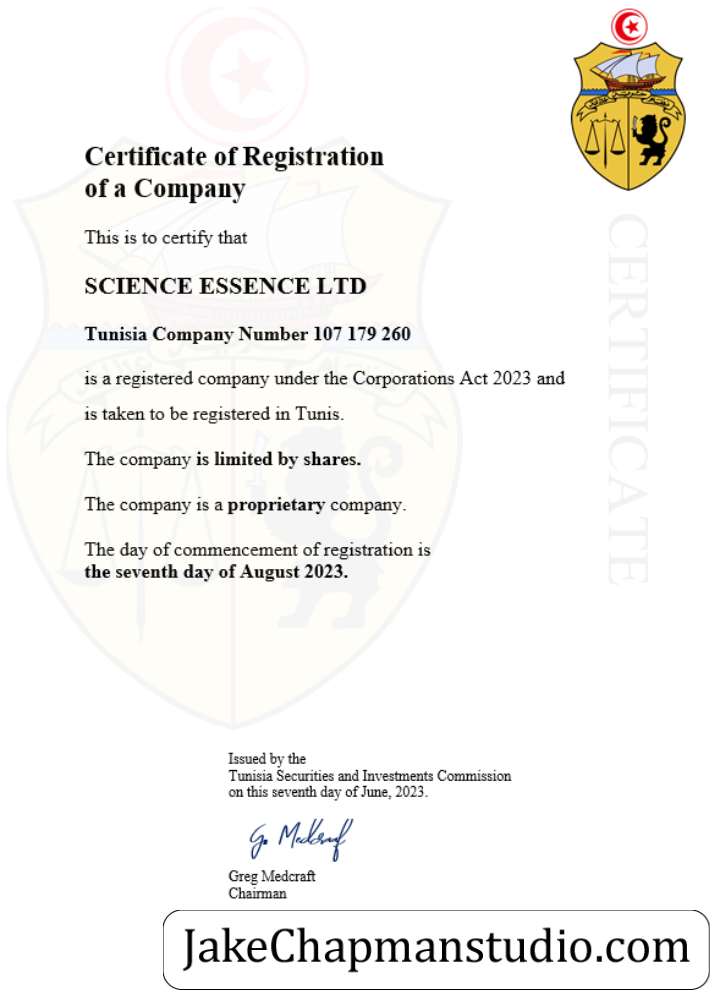 Certificate of Registration
of a Company
This is to certify that
SCIENCE ESSENCE LTD
Tunisia Company Number 107 179 260
is a registered company under the Corporations Act 2023 and
is taken to be registered in Tunis.
The company is limited by shares.
The company is a proprietary company.
The day of commencement of registration is
the seventh day of August 2023.
CERTIFICATE
Issued by the
Tunisia Securities and Investments Commission
on this seventh day of June, 2023.
Greg Medcraft
Chairman
JakeChapmanstudio.com